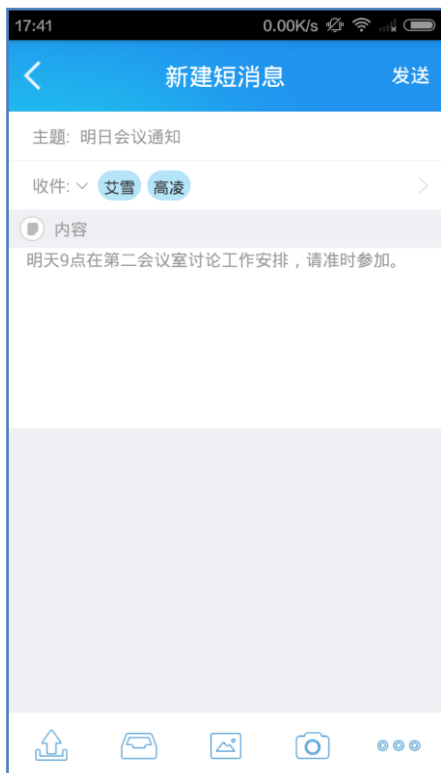 17:41 0.00K/s
新建短消息 发送
主题: 明日会议通知
收件: 艾雪 高凌
内容
明天9点在第二会议室讨论工作安排，请准时参加。